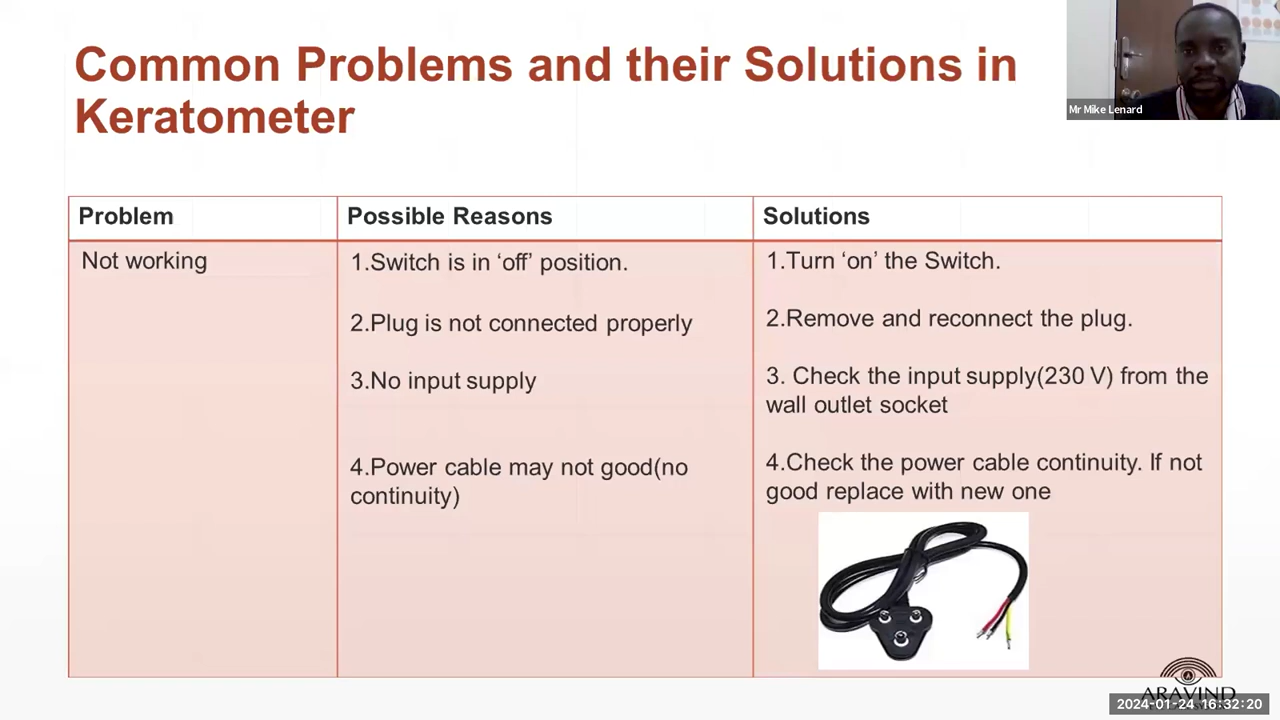 Common Problems and their Solutions in
Keratometer
Mr Mike Lenard
Problem
Possible Reasons
Solutions
Not working
1.Switch is in ‘off’ position.
2.Plug is not connected properly
3.No input supply
4.Power cable may not good(no
continuity)
1.Turn ‘on’ the Switch.
2.Remove and reconnect the plug.
3. Check the input supply(230 V) from the
wall outlet socket
4.Check the power cable continuity. If not
good replace with new one
ARAVIND
2024-01-24 16:32:20